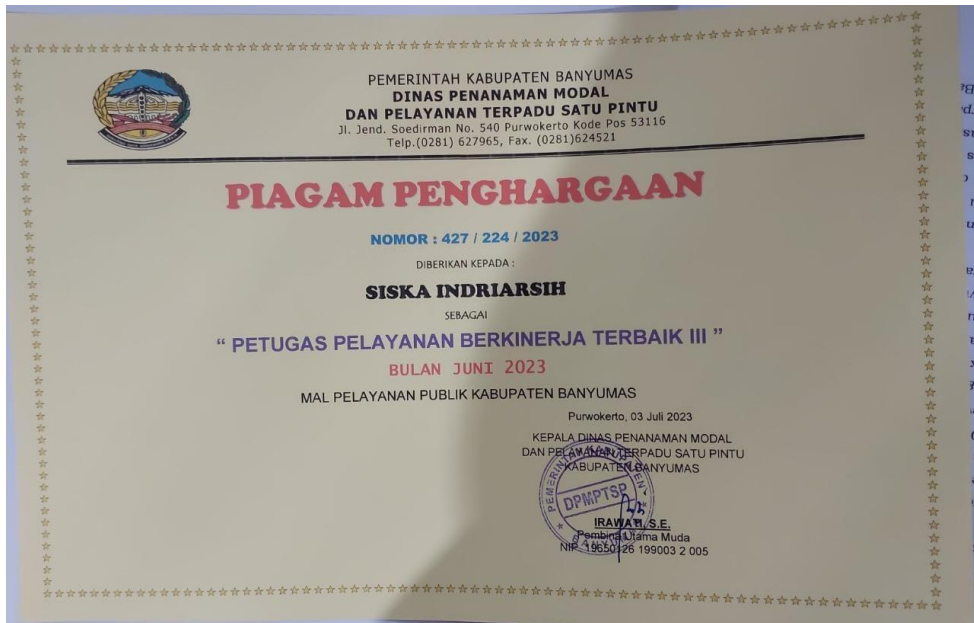 PEMERINTAH KABUPATEN BANYUMAS
DINAS PENANAMAN MODAL
DAN PELAYANAN TERPADU SATU PINTU
Jl. Jend. Soedirman No. 540 Purwokerto Kode Pos 53116
Telp.(0281) 627965, Fax. (0281)624521
PIAGAM PENGHARGAAN
NOMOR : 427 / 224 / 2023
DIBERIKAN KEPADA :
SISKA INDRIARSIH
SEBAGAI
“ PETUGAS PELAYANAN BERKINERJA TERBAIK III ”
BULAN JUNI 2023
MAL PELAYANAN PUBLIK KABUPATEN BANYUMAS
Purwokerto, 03 Juli 2023
KEPALA DINAS PENANAMAN MODAL
DAN PELAYANAN TERPADU SATU PINTU
KABUPATEN BANYUMAS
PEMERINTAH KABUPATEN
DPMPTSP
BANYUMAS
IRAWATI, S.E.
Pembina Utama Muda
NIP. 19650126 199003 2 005